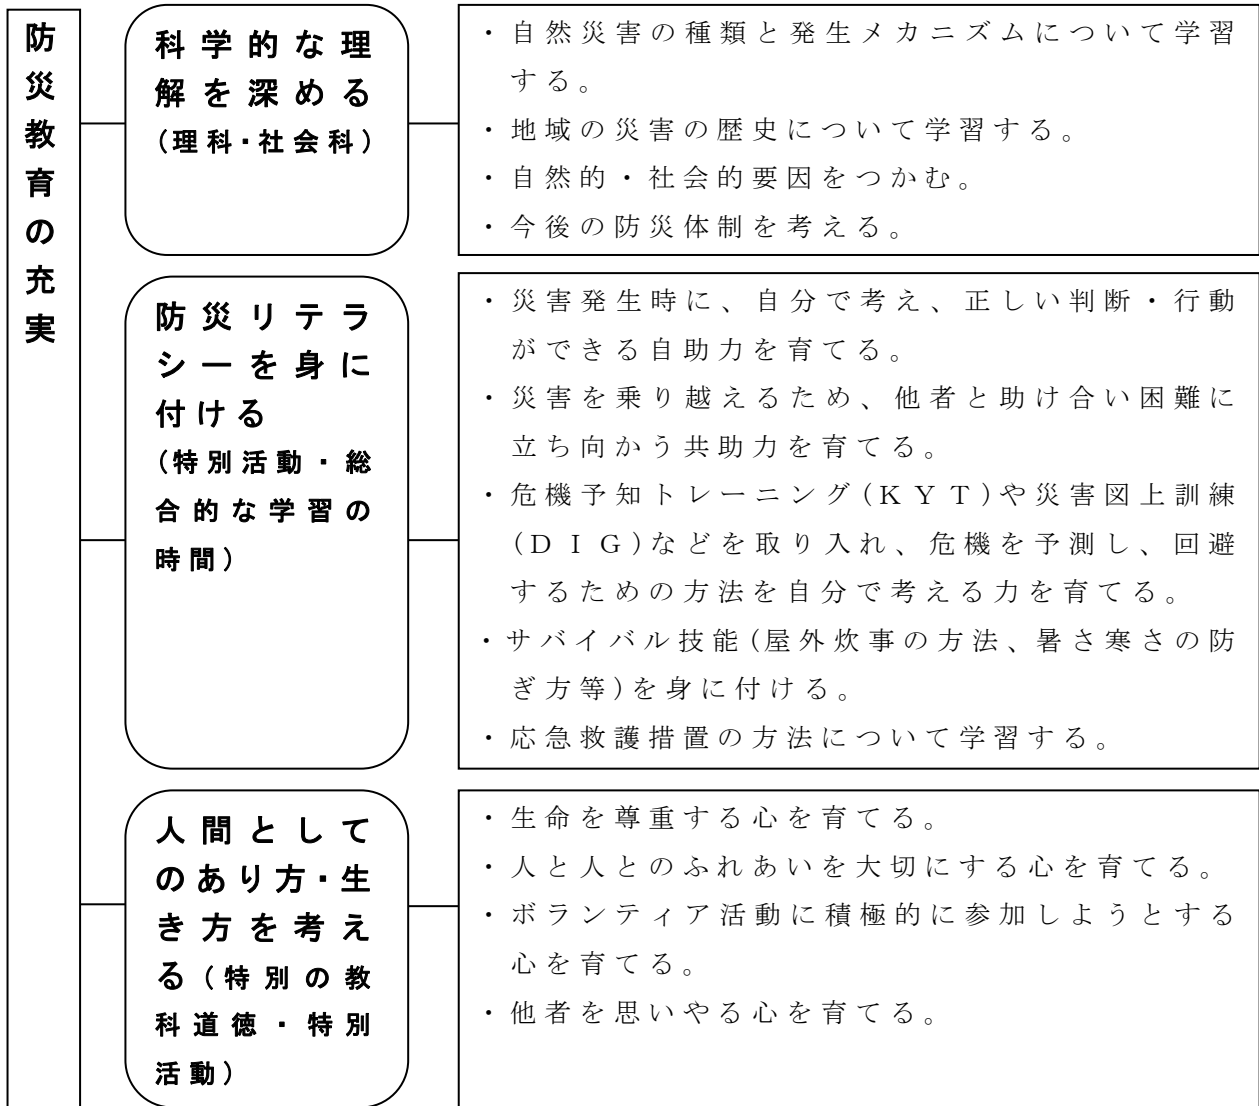 防災教育の充実
科学的な理
解を深める
(理科・社会科)
・自然災害の種類と発生メカニズムについて学習
する。
・地域の災害の歴史について学習する。
・自然的・社会的要因をつかむ。
・今後の防災体制を考える。
防災リテラ
シーを身に
付ける
(特別活動・総
合的な学習の
時間)
・災害発生時に、自分で考え、正しい判断・行動
ができる自助力を育てる。
・災害を乗り越えるため、他者と助け合い困難に
立ち向かう共助力を育てる。
・危機予知トレーニング(KYT)や災害図上訓練
(DIG)などを取り入れ、危機を予測し、回避
するための方法を自分で考える力を育てる。
・サバイバル技能(屋外炊事の方法、暑さ寒さの防
ぎ方等)を身に付ける。
・応急救護措置の方法について学習する。
人間として
のあり方・生
き方を考え
る(特別の教
科道徳・特別
活動)
・生命を尊重する心を育てる。
・人と人とのふれあいを大切にする心を育てる。
・ボランティア活動に積極的に参加しようとする
心を育てる。
・他者を思いやる心を育てる。